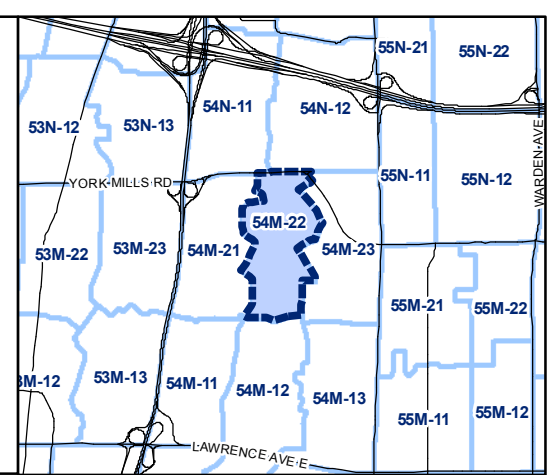 55N-21
55N-22
54N-11
54N-12
53N-12
53N-13
WARDEN AVE
55N-11
55N-12
YORK MILLS RD
54M-22
53M-22
53M-23
54M-21
54M-23
55M-21
55M-22
3M-12
53M-13
54M-11
54M-12
54M-13
55M-11
55M-12
LAWRENCE AVE E